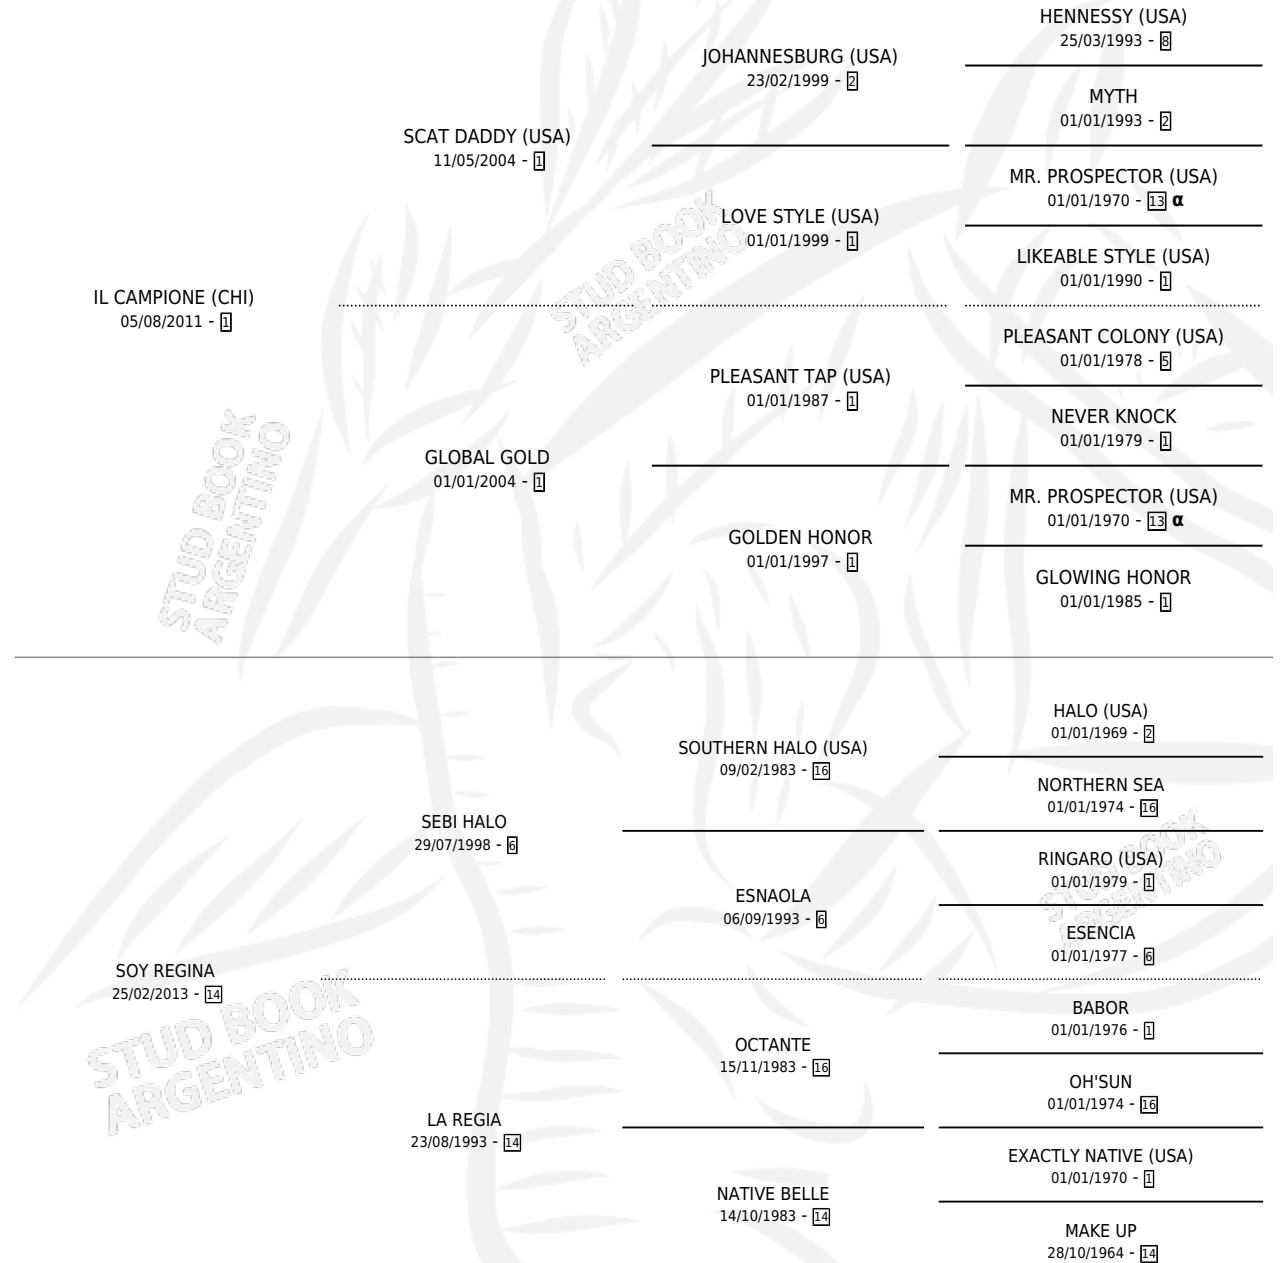 HENNESSY (USA)
25/03/1993 - 8
JOHANNESBURG (USA)
23/02/1999 - 2
MYTH
01/01/1993 - 2
SCAT DADDY (USA)
11/05/2004 - 1
MR. PROSPECTOR (USA)
01/01/1970 - 13 α
LOVE STYLE (USA)
01/01/1999 - 1
LIKEABLE STYLE (USA)
01/01/1990 - 1
IL CAMPIONE (CHI)
05/08/2011 - 1
PLEASANT COLONY (USA)
01/01/1978 - 5
PLEASANT TAP (USA)
01/01/1987 - 1
NEVER KNOCK
01/01/1979 - 1
GLOBAL GOLD
01/01/2004 - 1
MR. PROSPECTOR (USA)
01/01/1970 - 13 α
GOLDEN HONOR
01/01/1997 - 1
GLOWING HONOR
01/01/1985 - 1
HALO (USA)
01/01/1969 - 2
SOUTHERN HALO (USA)
09/02/1983 - 16
NORTHERN SEA
01/01/1974 - 16
SEBI HALO
29/07/1998 - 6
RINGARO (USA)
01/01/1979 - 1
ESNAOLA
06/09/1993 - 6
ESENCIA
01/01/1977 - 6
SOY REGINA
25/02/2013 - 14
BABOR
01/01/1976 - 1
OCTANTE
15/11/1983 - 16
OH'SUN
01/01/1974 - 16
LA REGIA
23/08/1993 - 14
EXACTLY NATIVE (USA)
01/01/1970 - 1
NATIVE BELLE
14/10/1983 - 14
MAKE UP
28/10/1964 - 14
STUD BOOK
ARGENTINO
STUD BOOK
ARGENTINO
STUD BOOK
ARGENTINO
STUD BOOK
ARGENTINO